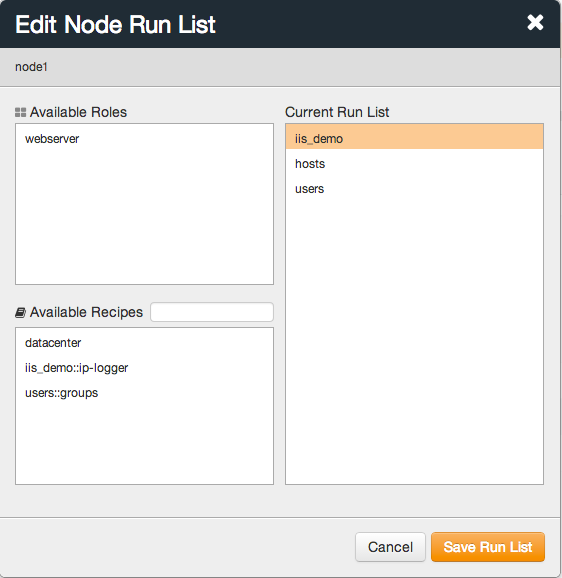 Edit Node Run List
node1
Available Roles
webserver
Available Recipes
datacenter
iis_demo::ip-logger
users::groups
Current Run List
iis_demo
hosts
users
Cancel
Save Run List